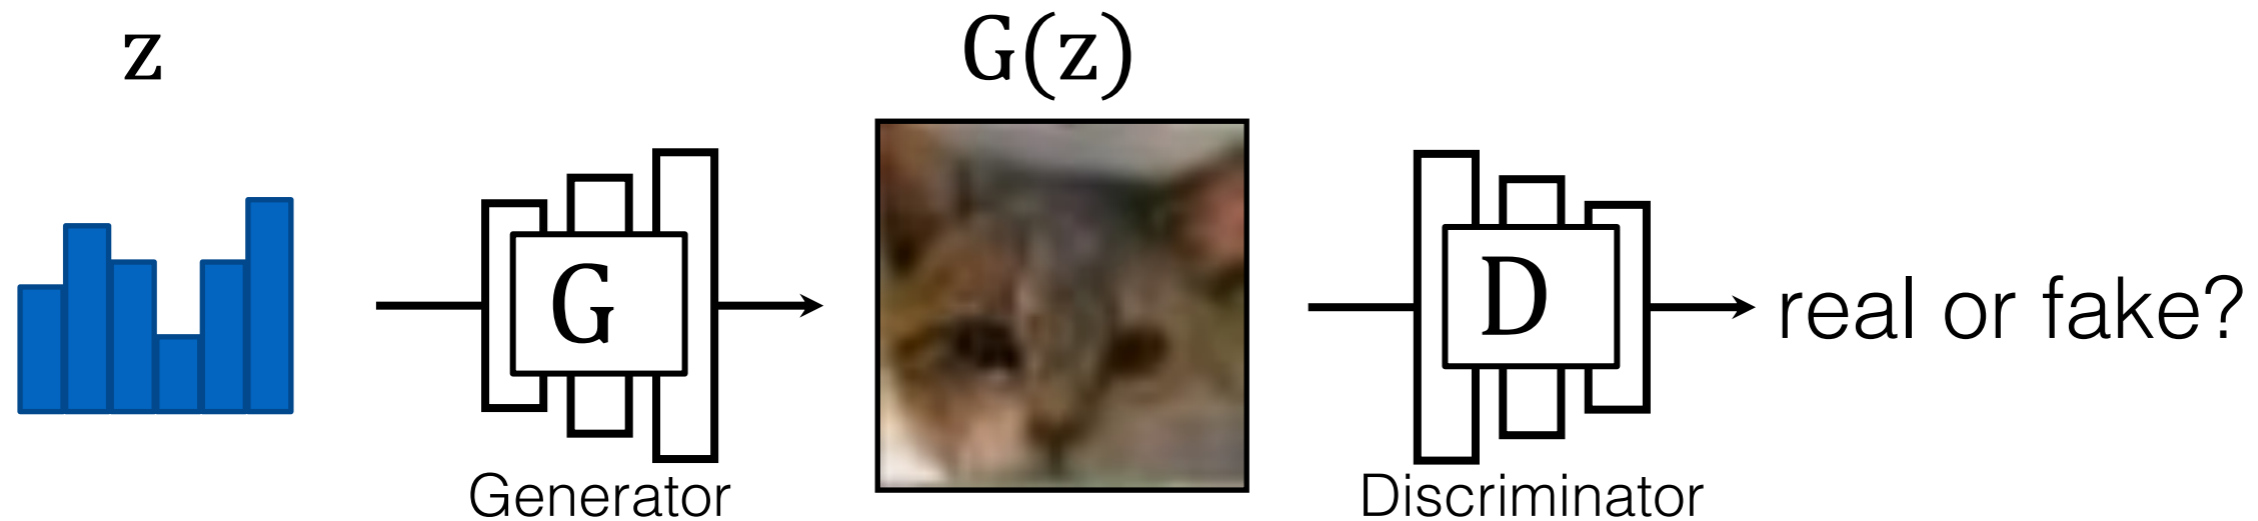 z
G(z)
G
D
real or fake?
Generator
Discriminator